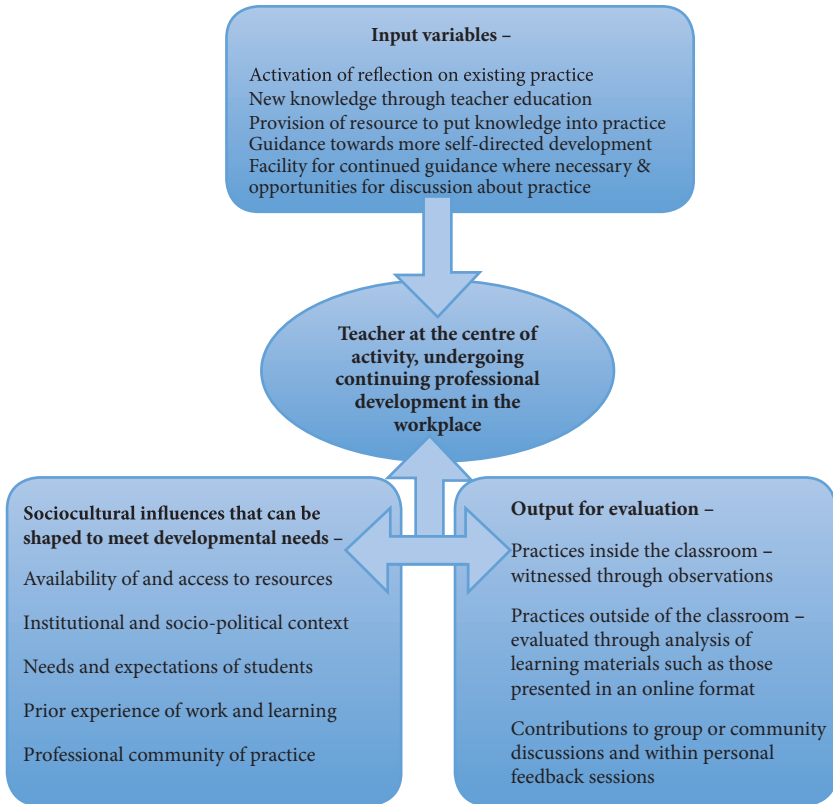 Input variables –
Activation of reflection on existing practice
New knowledge through teacher education
Provision of resource to put knowledge into practice
Guidance towards more self-directed development
Facility for continued guidance where necessary &
opportunities for discussion about practice
Teacher at the centre of
activity, undergoing
continuing professional
development in the
workplace
Sociocultural influences that can be
shaped to meet developmental needs –
Availability of and access to resources
Institutional and socio-political context
Needs and expectations of students
Prior experience of work and learning
Professional community of practice
Output for evaluation –
Practices inside the classroom –
witnessed through observations
Practices outside of the classroom –
evaluated through analysis of
learning materials such as those
presented in an online format
Contributions to group or community
discussions and within personal
feedback sessions